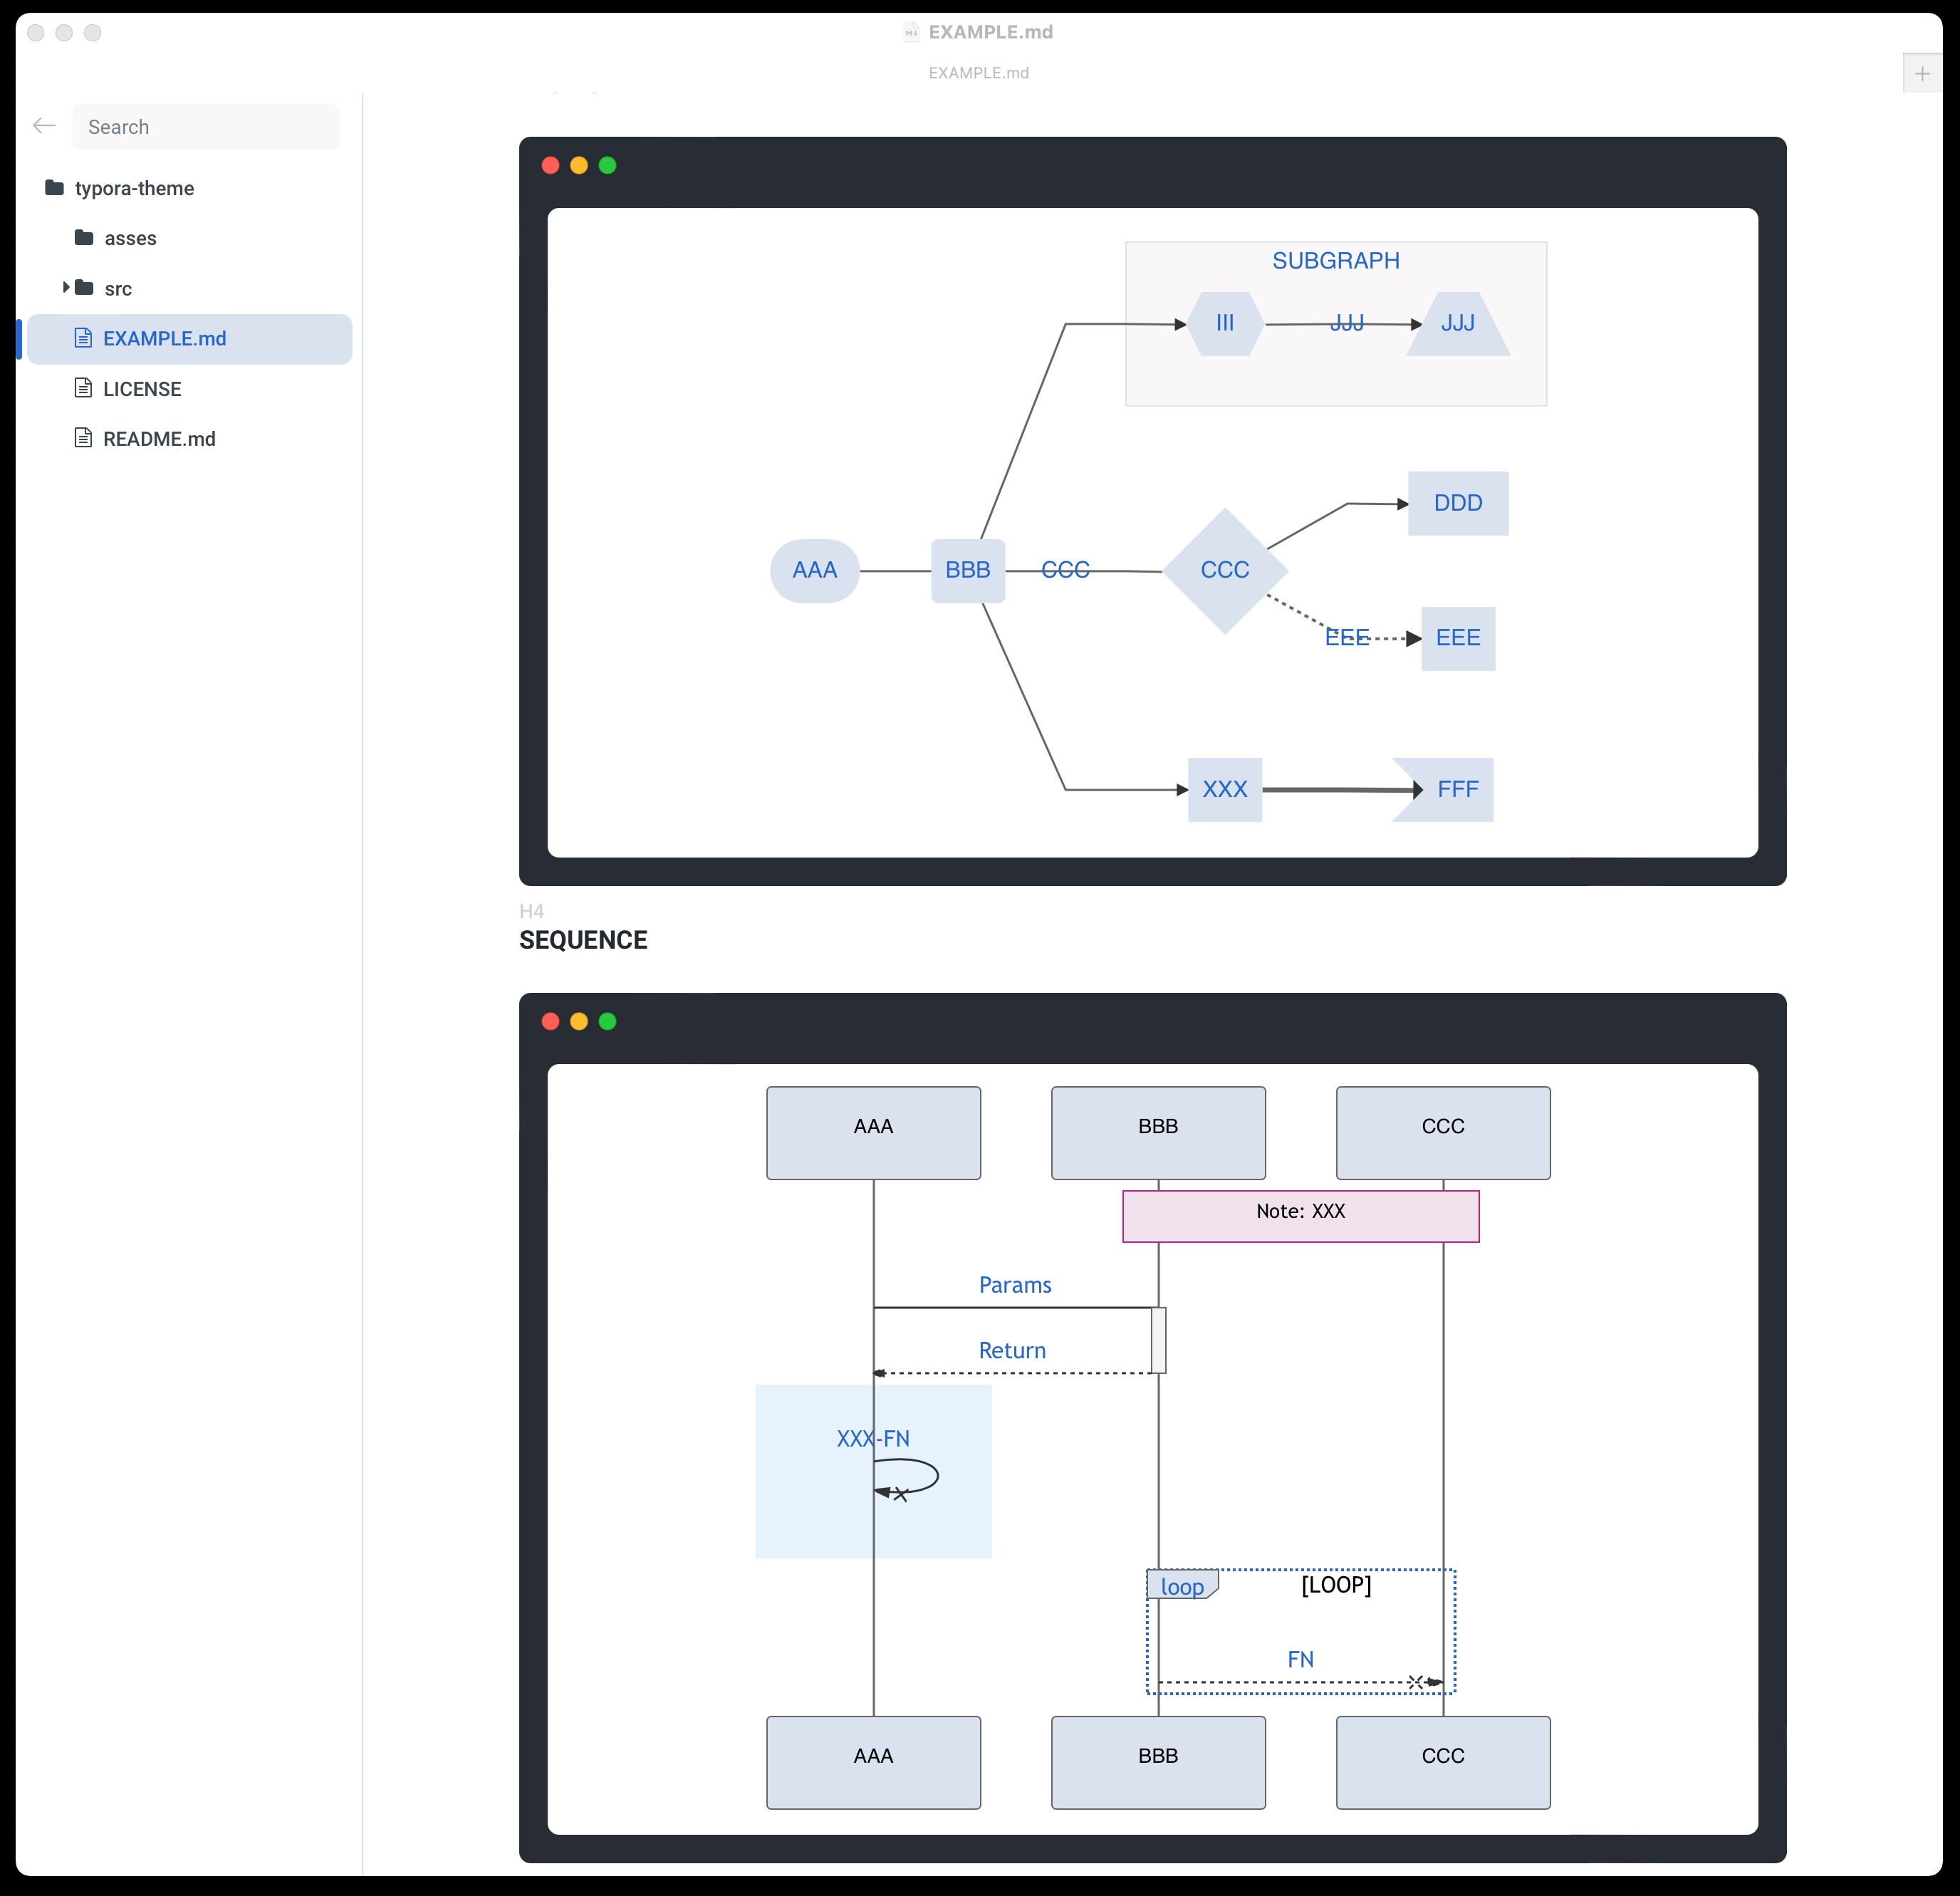 EXAMPLE.md
EXAMPLE.md
Search
typora-theme
asses
src
EXAMPLE.md
LICENSE
README.md
SUBGRAPH
III JJJ JJJ
DDD
AAA BBB CCC CCC
EEE EEE
XXX FFF
H4
SEQUENCE
AAA BBB CCC
Note: XXX
Params
Return
XXX-FN
loop [LOOP]
FN
AAA BBB CCC